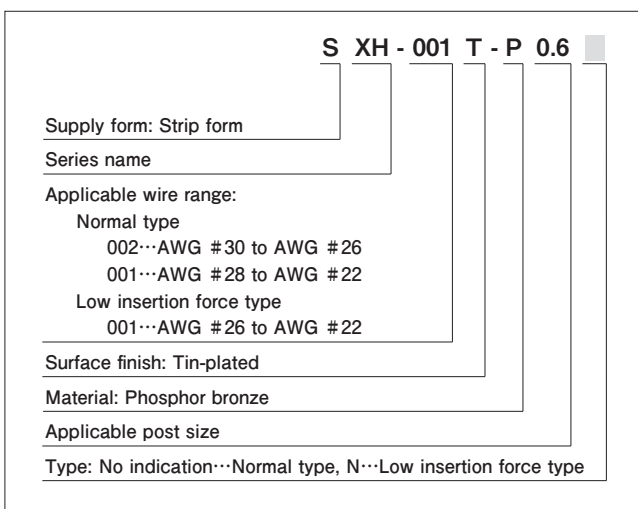 S XH - 001 T - P 0.6
Supply form: Strip form
Series name
Applicable wire range:
Normal type
002···AWG #30 to AWG #26
001···AWG #28 to AWG #22
Low insertion force type
001···AWG #26 to AWG #22
Surface finish: Tin-plated
Material: Phosphor bronze
Applicable post size
Type: No indication···Normal type, N···Low insertion force type